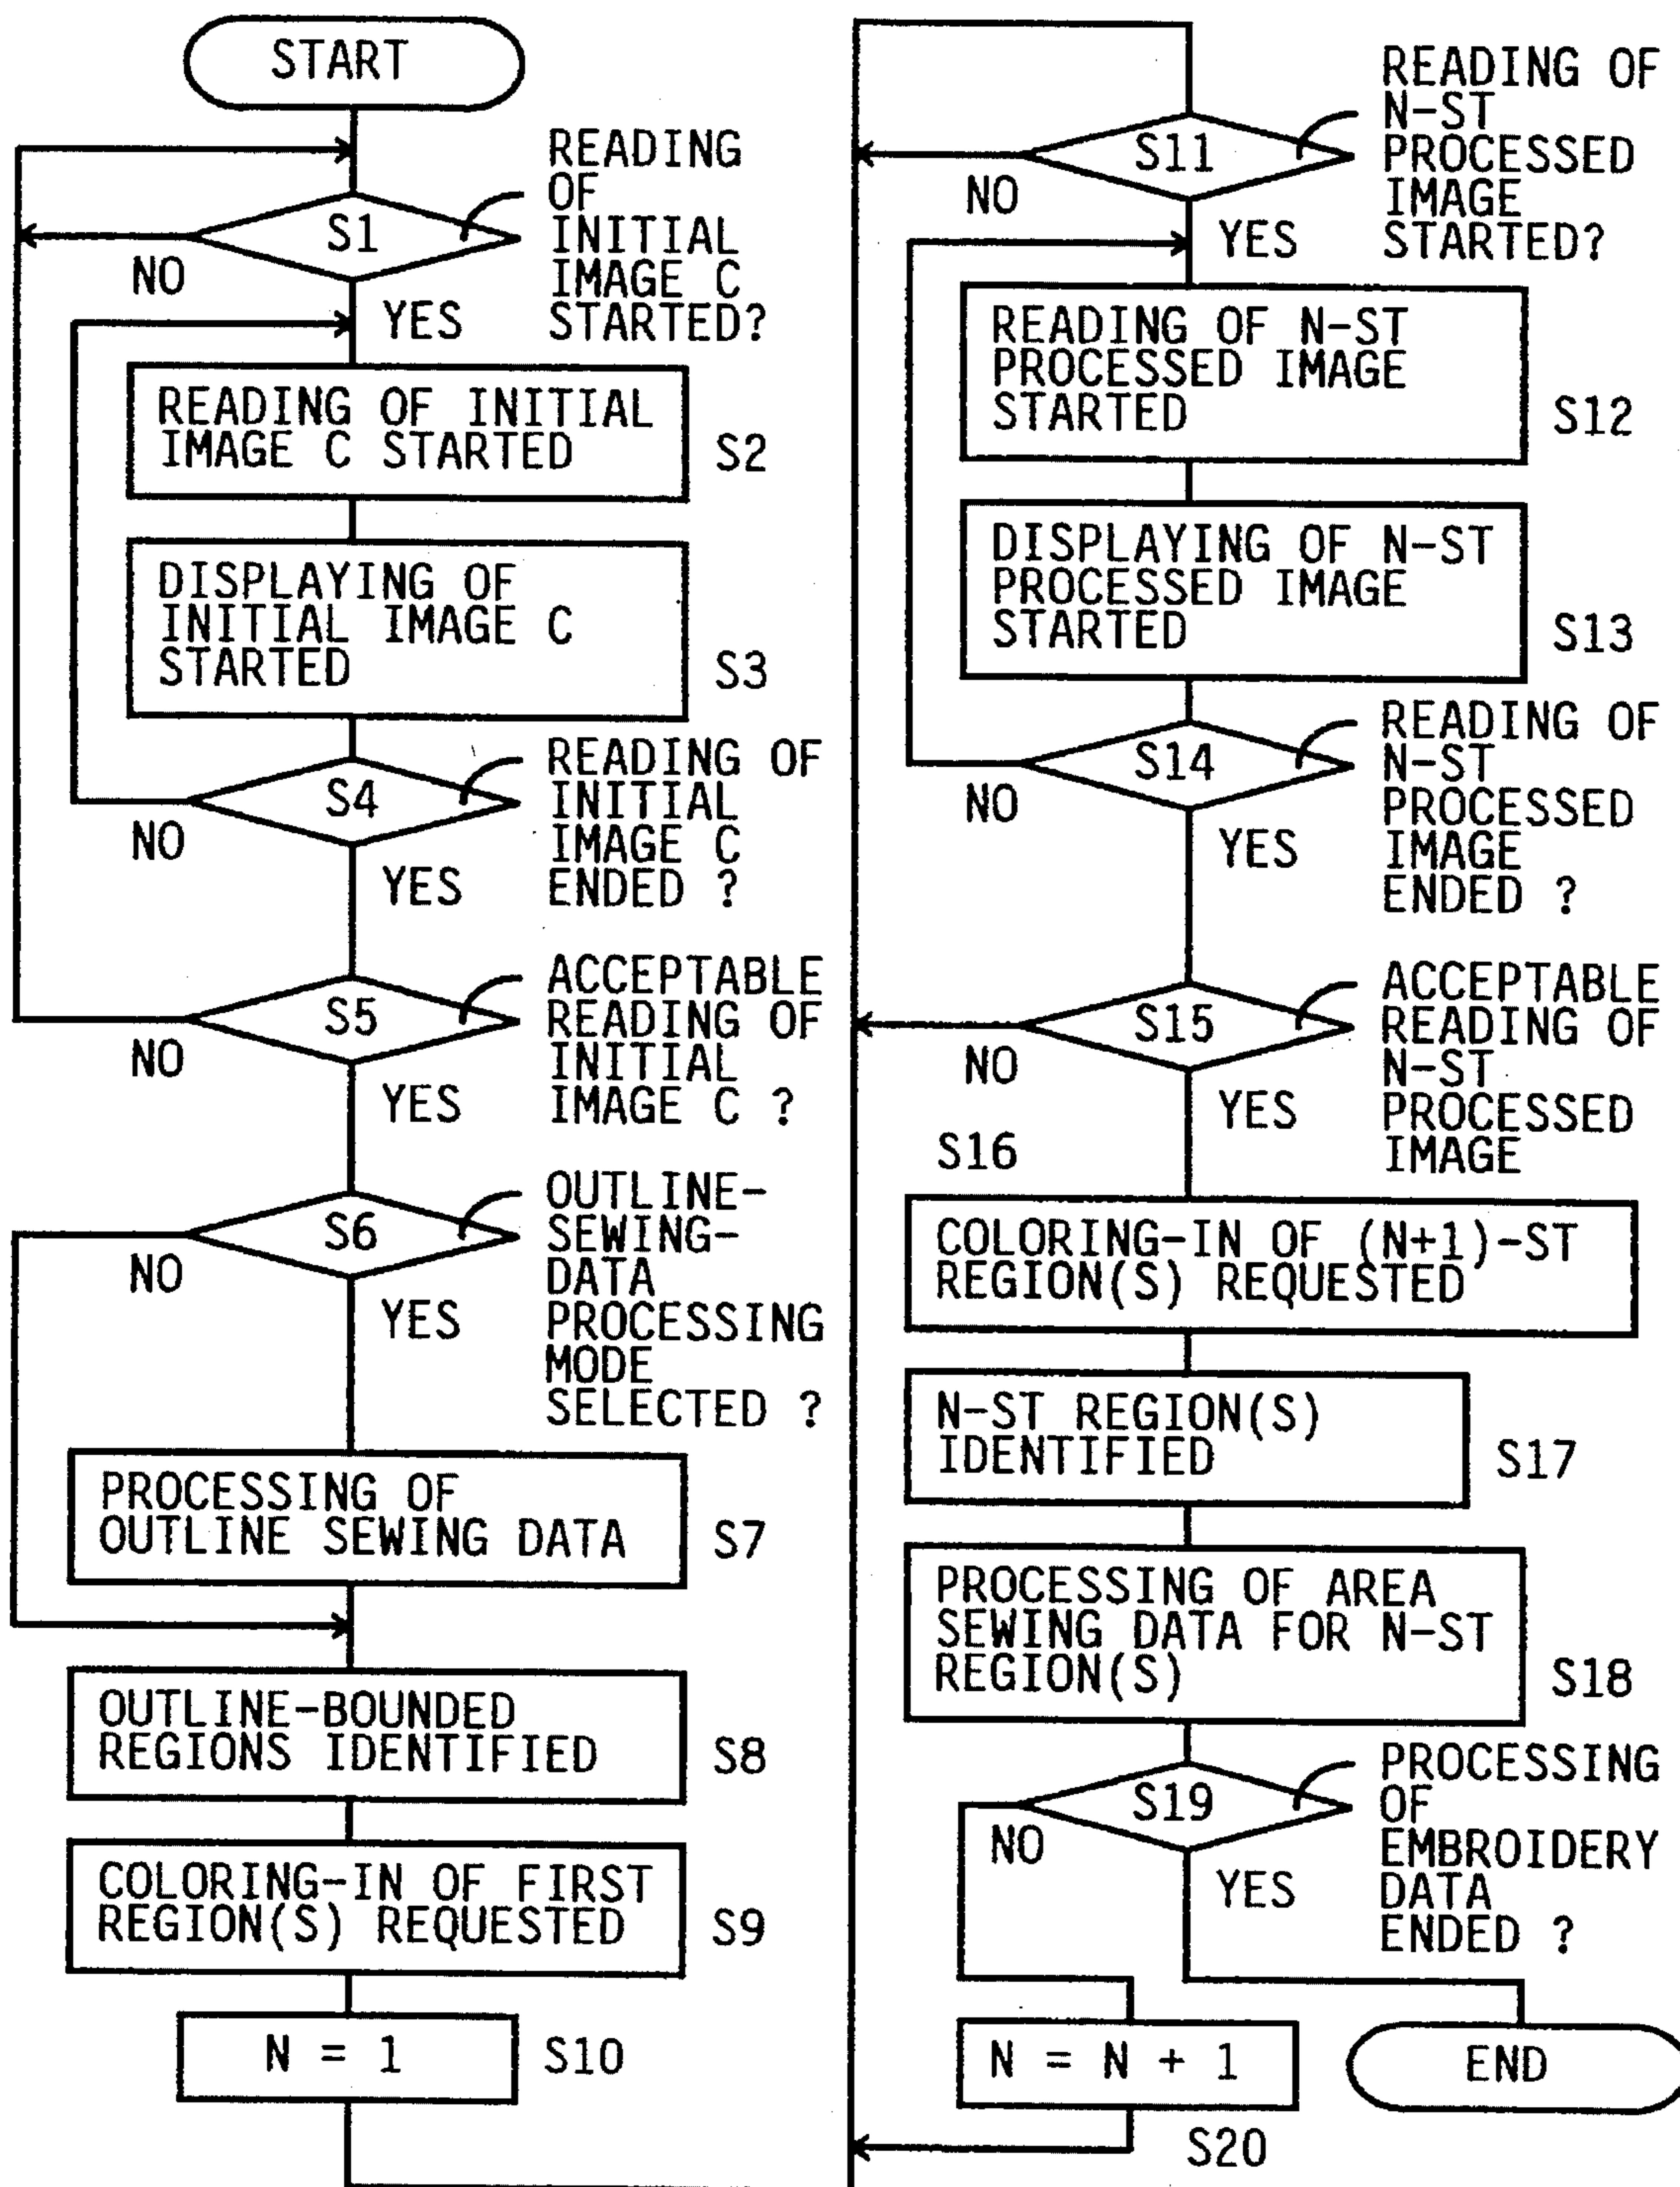 START
READING
OF
INITIAL
IMAGE C
STARTED?
S1
NO
YES
READING OF INITIAL
IMAGE C STARTED
S2
DISPLAYING OF
INITIAL IMAGE C
STARTED
S3
READING OF
INITIAL
IMAGE C
ENDED ?
S4
NO
YES
ACCEPTABLE
READING OF
INITIAL
IMAGE C ?
S5
NO
YES
OUTLINE-
SEWING-
DATA
PROCESSING
MODE
SELECTED ?
S6
NO
YES
PROCESSING OF
OUTLINE SEWING DATA
S7
OUTLINE-BOUNDED
REGIONS IDENTIFIED
S8
COLORING-IN OF FIRST
REGION(S) REQUESTED
S9
N = 1
S10
READING OF
N-ST
PROCESSED
IMAGE
STARTED?
S11
NO
YES
READING OF N-ST
PROCESSED IMAGE
STARTED
S12
DISPLAYING OF N-ST
PROCESSED IMAGE
STARTED
S13
READING OF
N-ST
PROCESSED
IMAGE
ENDED ?
S14
NO
YES
ACCEPTABLE
READING OF
N-ST
PROCESSED
IMAGE
S15
NO
YES
S16
COLORING-IN OF (N+1)-ST
REGION(S) REQUESTED
N-ST REGION(S)
IDENTIFIED
S17
PROCESSING OF AREA
SEWING DATA FOR N-ST
REGION(S)
S18
PROCESSING
OF
EMBROIDERY
DATA
ENDED ?
S19
NO
YES
N = N + 1
S20
END